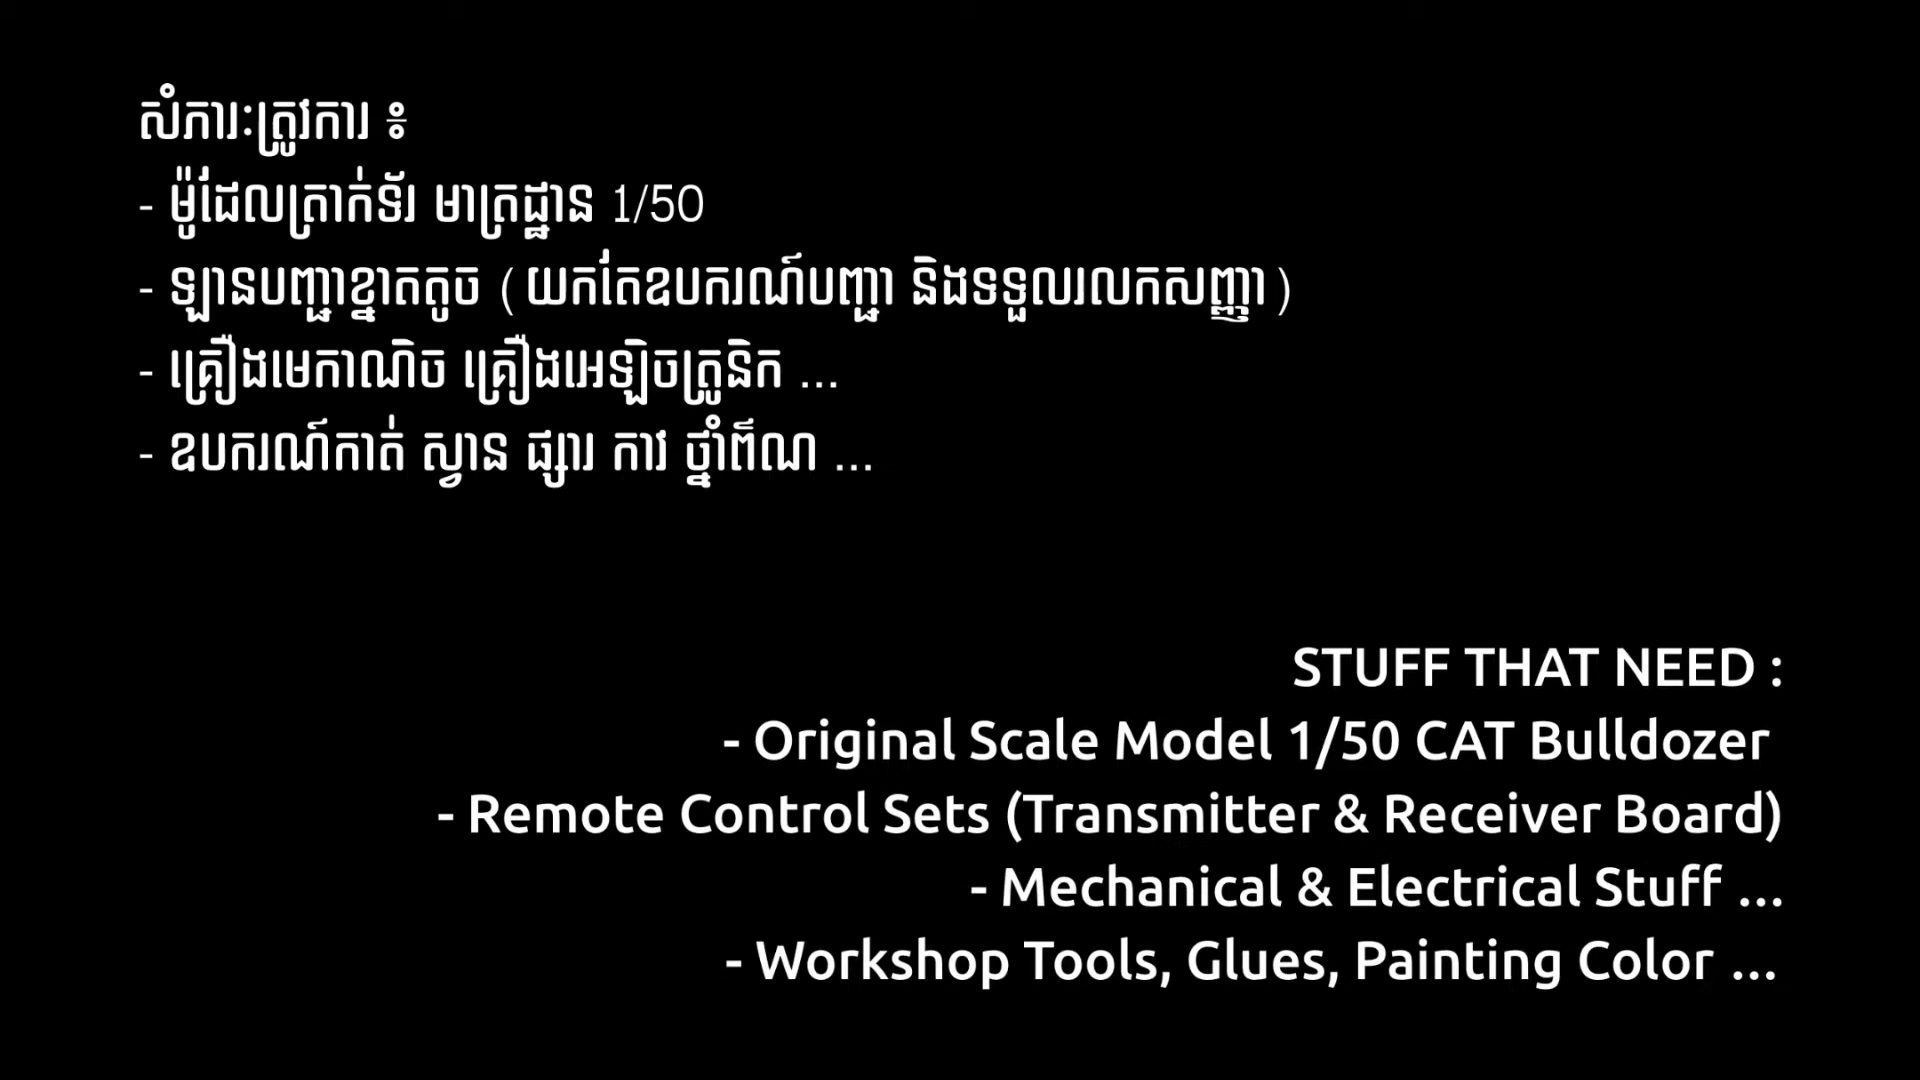 សំភារៈត្រូវការ ៖
- ម៉ូដែលត្រាក់ទ័រ មាត្រដ្ឋាន 1/50
- ឡានបញ្ជាខ្នាតតូច ( យកតែឧបករណ៍បញ្ជា និងទទួលរលកសញ្ញា )
- គ្រឿងមេកាណិច គ្រឿងអេឡិចត្រូនិក ...
- ឧបករណ៍កាត់ ស្វាន ផ្សារ កាវ ថ្នាំព័ណ ...
STUFF THAT NEED :
- Original Scale Model 1/50 CAT Bulldozer
- Remote Control Sets (Transmitter & Receiver Board)
- Mechanical & Electrical Stuff ...
- Workshop Tools, Glues, Painting Color ...